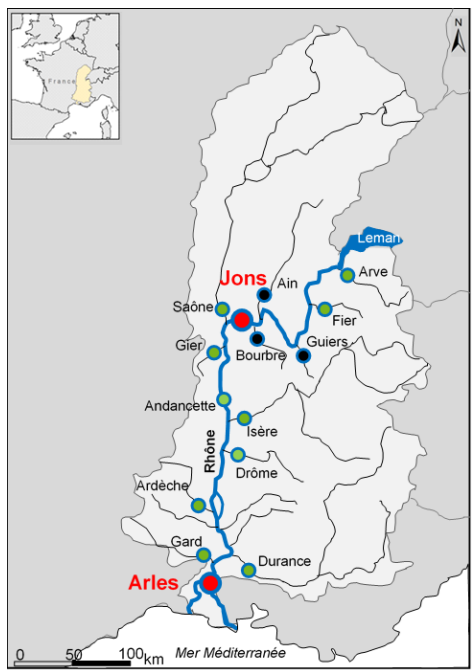 France
N
Leman
Arve
Jons
Ain
Saône
Fier
Gier
Bourbre
Guiers
Andancette
Isère
Rhône
Drôme
Ardèche
Gard
Durance
Arles
0 50 100 km
Mer Méditerranée